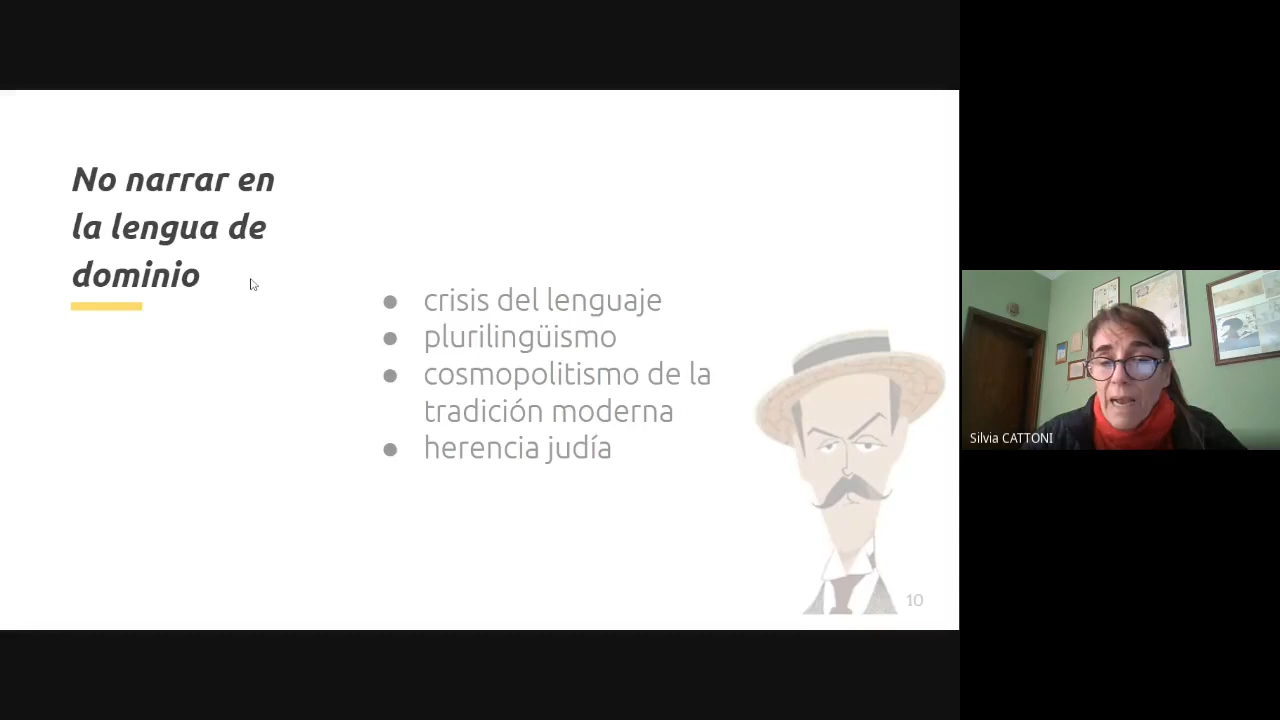 No narrar en
la lengua de
dominio
● crisis del lenguaje
● plurilingüismo
● cosmopolitismo de la
tradición moderna
● herencia judía
10
Silvia CATTONI